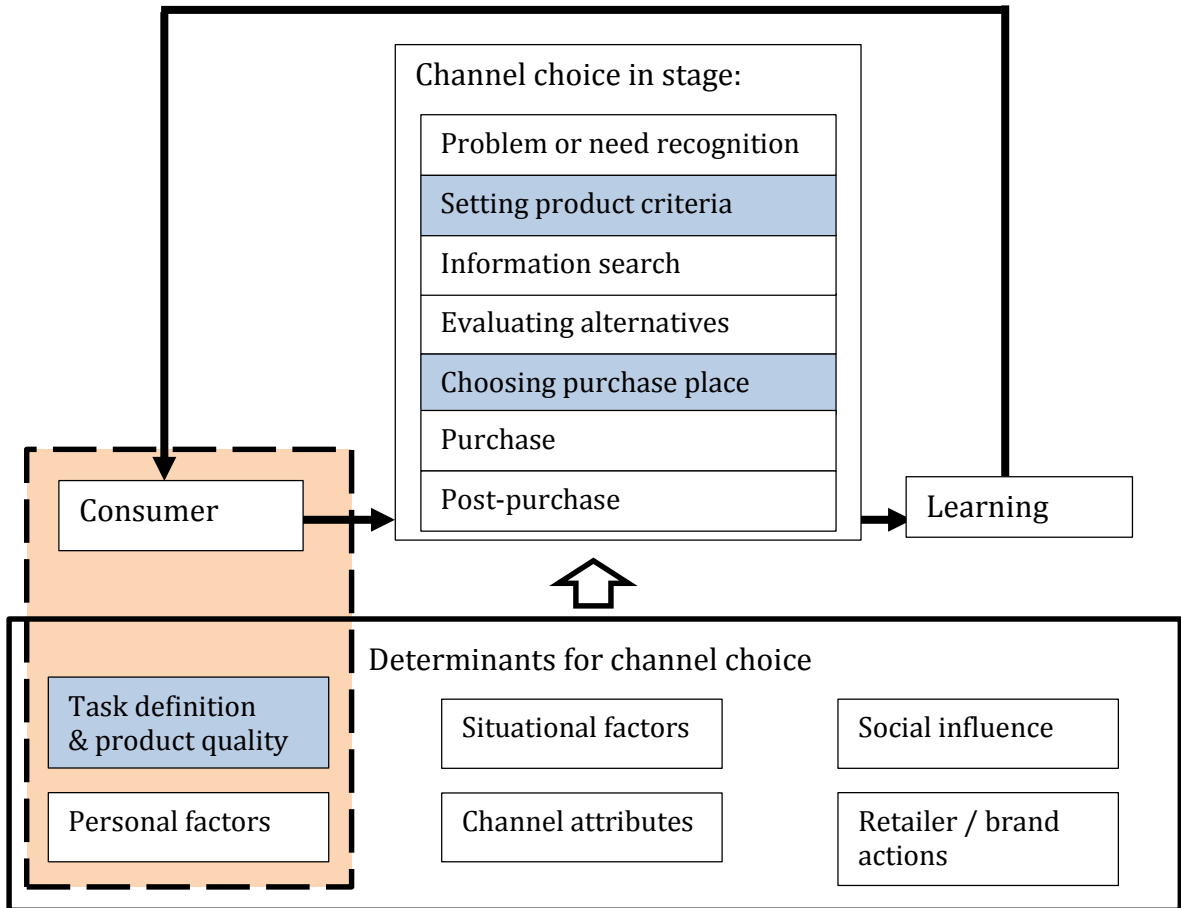 Channel choice in stage:
Problem or need recognition
Setting product criteria
Information search
Evaluating alternatives
Choosing purchase place
Purchase
Post-purchase
Consumer
Learning
Determinants for channel choice
Task definition
& product quality
Situational factors
Social influence
Personal factors
Channel attributes
Retailer / brand
actions